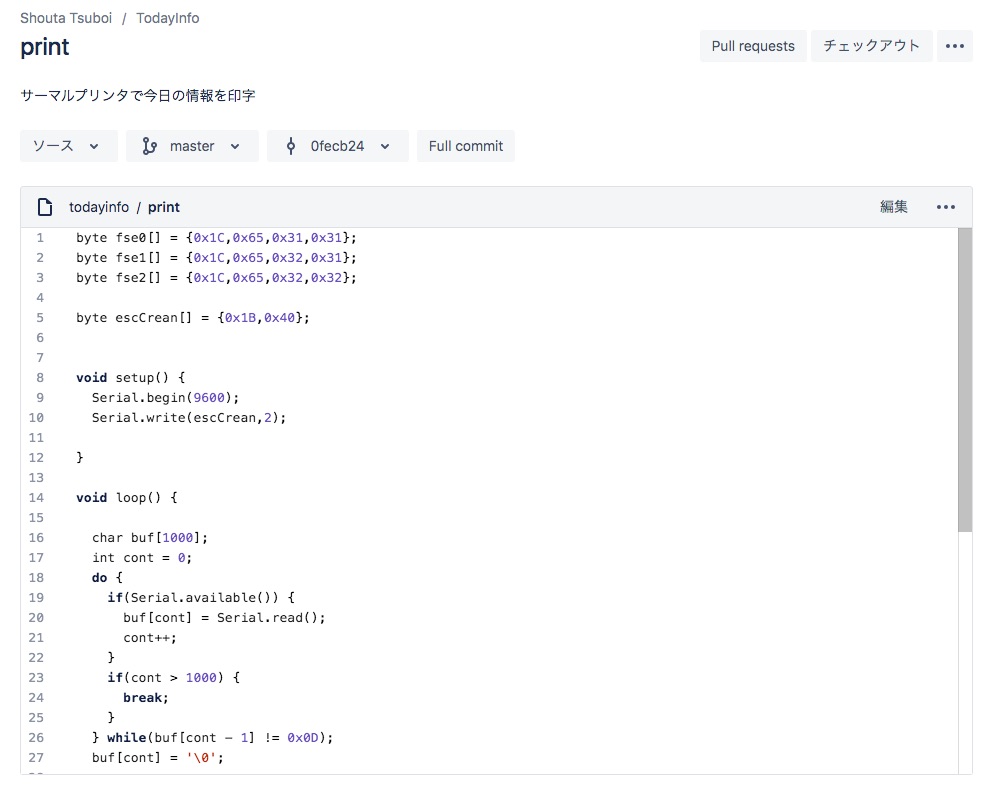 Shouta Tsuboi / TodayInfo
print
Pull requests チェックアウト •••
サーマルプリンタで今日の情報を印字
ソース master 0fecb24 Full commit
todayinfo / print 編集 •••
1 byte fse0[] = {0x1C,0x65,0x31,0x31};
2 byte fse1[] = {0x1C,0x65,0x32,0x31};
3 byte fse2[] = {0x1C,0x65,0x32,0x32};
4
5 byte escCrean[] = {0x1B,0x40};
6
7
8 void setup() {
9 Serial.begin(9600);
10 Serial.write(escCrean,2);
11
12 }
13
14 void loop() {
15
16 char buf[1000];
17 int cont = 0;
18 do {
19 if(Serial.available()) {
20 buf[cont] = Serial.read();
21 cont++;
22 }
23 if(cont > 1000) {
24 break;
25 }
26 } while(buf[cont - 1] != 0x0D);
27 buf[cont] = '\0';